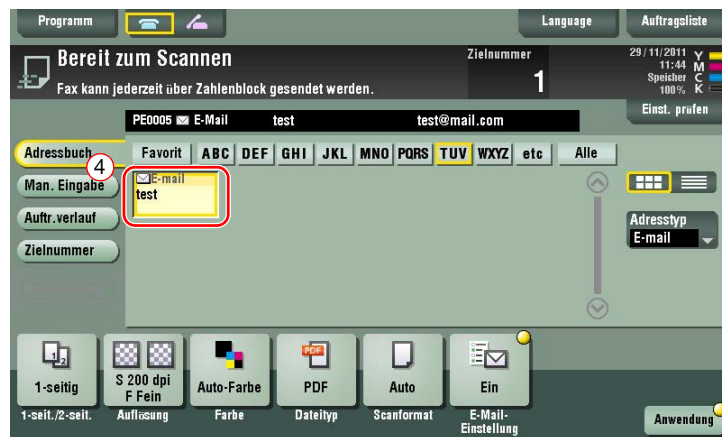 Programm
Language
Auftragsliste
Bereit zum Scannen
Fax kann jederzeit über Zahlenblock gesendet werden.
Zielnummer
1
29/11/2011
11:44
Speicher
100%
Y
M
C
K
Einst. prüfen
PE0005 E-Mail test test@mail.com
Adressbuch
Favorit ABC DEF GHI JKL MNO PQRS TUV WXYZ etc Alle
4
E-mail
test
Man. Eingabe
Auftr.verlauf
Zielnummer
Adresstyp
E-mail
1 2
PDF
1-seitig
S 200 dpi
F Fein
Auto-Farbe
PDF
Auto
Ein
1-seit./2-seit.
Auflösung
Farbe
Dateityp
Scanformat
E-Mail-
Einstellung
Anwendung